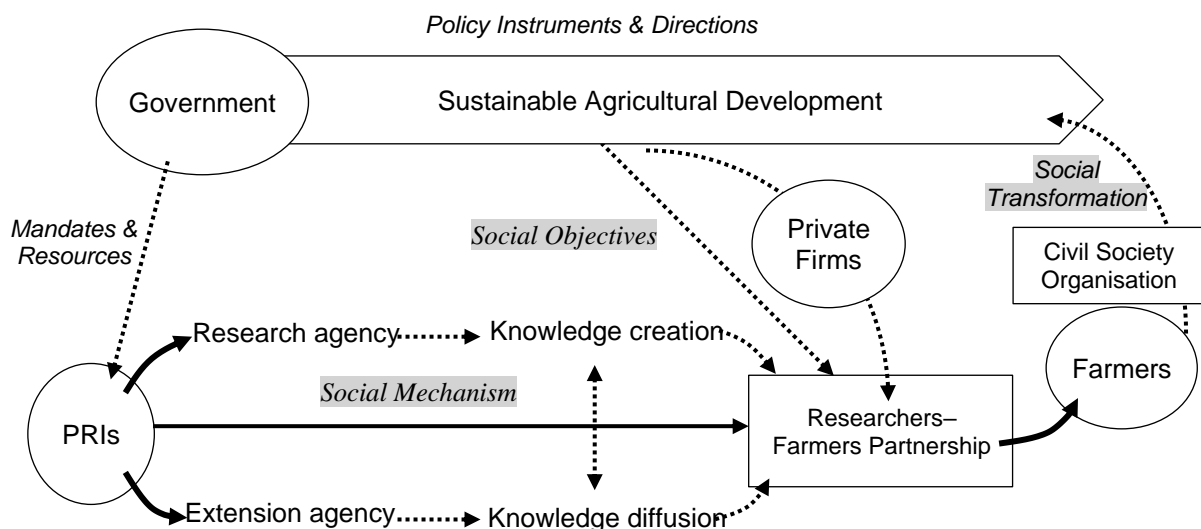 Policy Instruments & Directions
Government
Sustainable Agricultural Development
Social
Transformation
Mandates &
Resources
Social Objectives
Private
Firms
Civil Society
Organisation
Research agency
Knowledge creation
Farmers
Social Mechanism
PRIs
Researchers–
Farmers Partnership
Extension agency
Knowledge diffusion